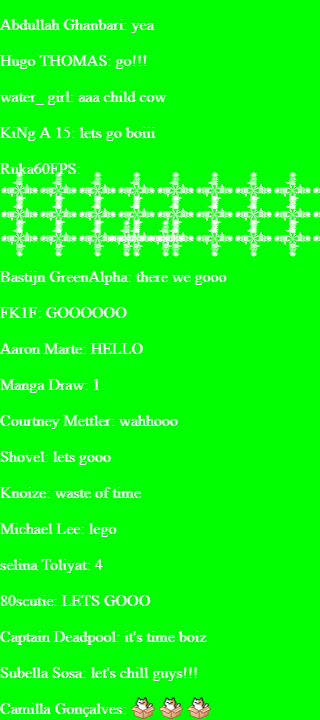 Abdullah Ghanbari: yea
Hugo THOMAS: go!!!
water_ girl: aaa child cow
KiNg A 15: lets go boiii
Ruka60FPS:
Bastijn GreenAlpha: there we gooo
FK1F: GOOOOOO
Aaron Marte: HELLO
Manga Draw: 1
Courtney Mettler: wahhooo
Shovel: lets gooo
Knoize: waste of time
Michael Lee: lego
selina Toliyat: 4
80scutie: LETS GOOO
Captain Deadpool: it's time boiz
Subella Sosa: let's chill guys!!!
Camilla Gonçalves: